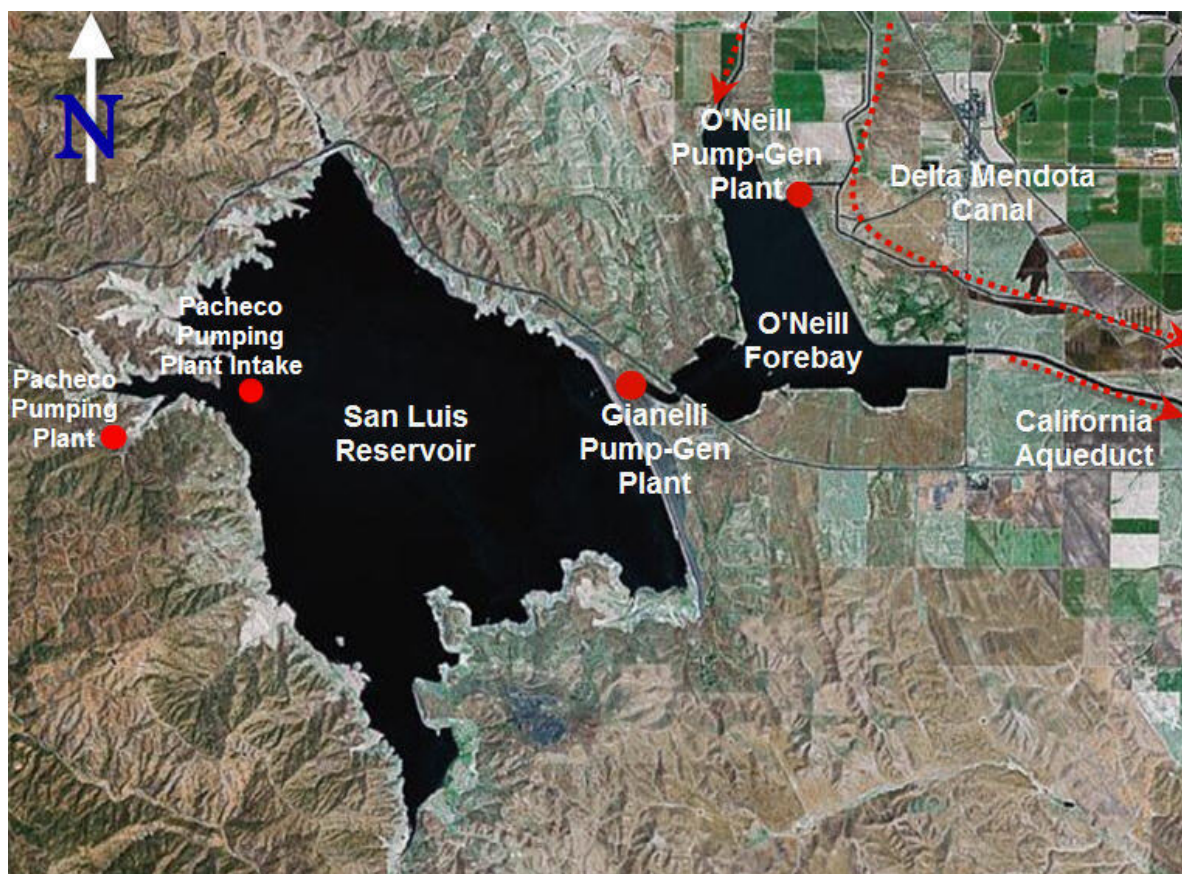 N
O'Neill
Pump-Gen
Plant
Delta Mendota
Canal
Pacheco
Pumping
Plant Intake
O'Neill
Forebay
Pacheco
Pumping
Plant
San Luis
Reservoir
Gianelli
Pump-Gen
Plant
California
Aqueduct